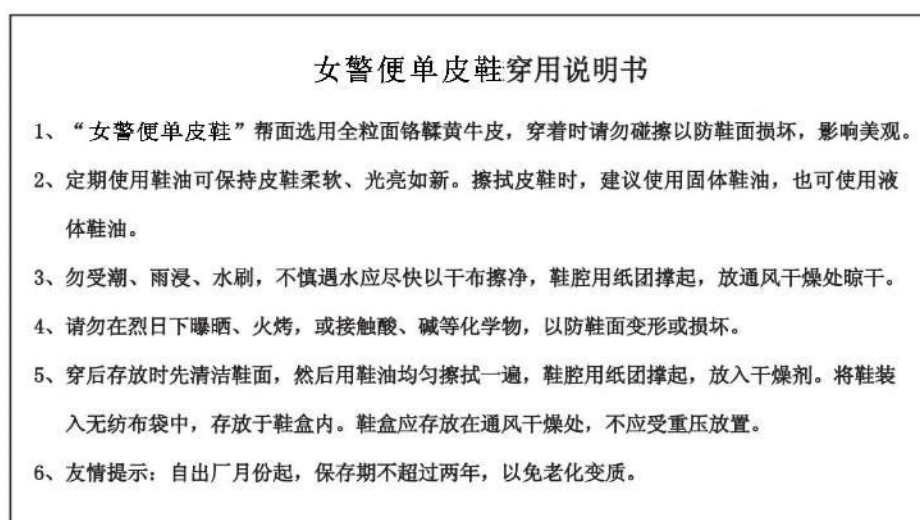 女警便单皮鞋穿用说明书
1、“女警便单皮鞋”帮面选用全粒面铬鞣黄牛皮，穿着时请勿碰擦以防鞋面损坏，影响美观。
2、定期使用鞋油可保持皮鞋柔软、光亮如新。擦拭皮鞋时，建议使用固体鞋油，也可使用液
体鞋油。
3、勿受潮、雨浸、水刷，不慎遇水应尽快以干布擦净，鞋腔用纸团撑起，放通风干燥处晾干。
4、请勿在烈日下曝晒、火烤，或接触酸、碱等化学物，以防鞋面变形或损坏。
5、穿后存放时先清洁鞋面，然后用鞋油均匀擦拭一遍，鞋腔用纸团撑起，放入干燥剂。将鞋装
入无纺布袋中，存放于鞋盒内。鞋盒应存放在通风干燥处，不应受重压放置。
6、友情提示：自出厂月份起，保存期不超过两年，以免老化变质。